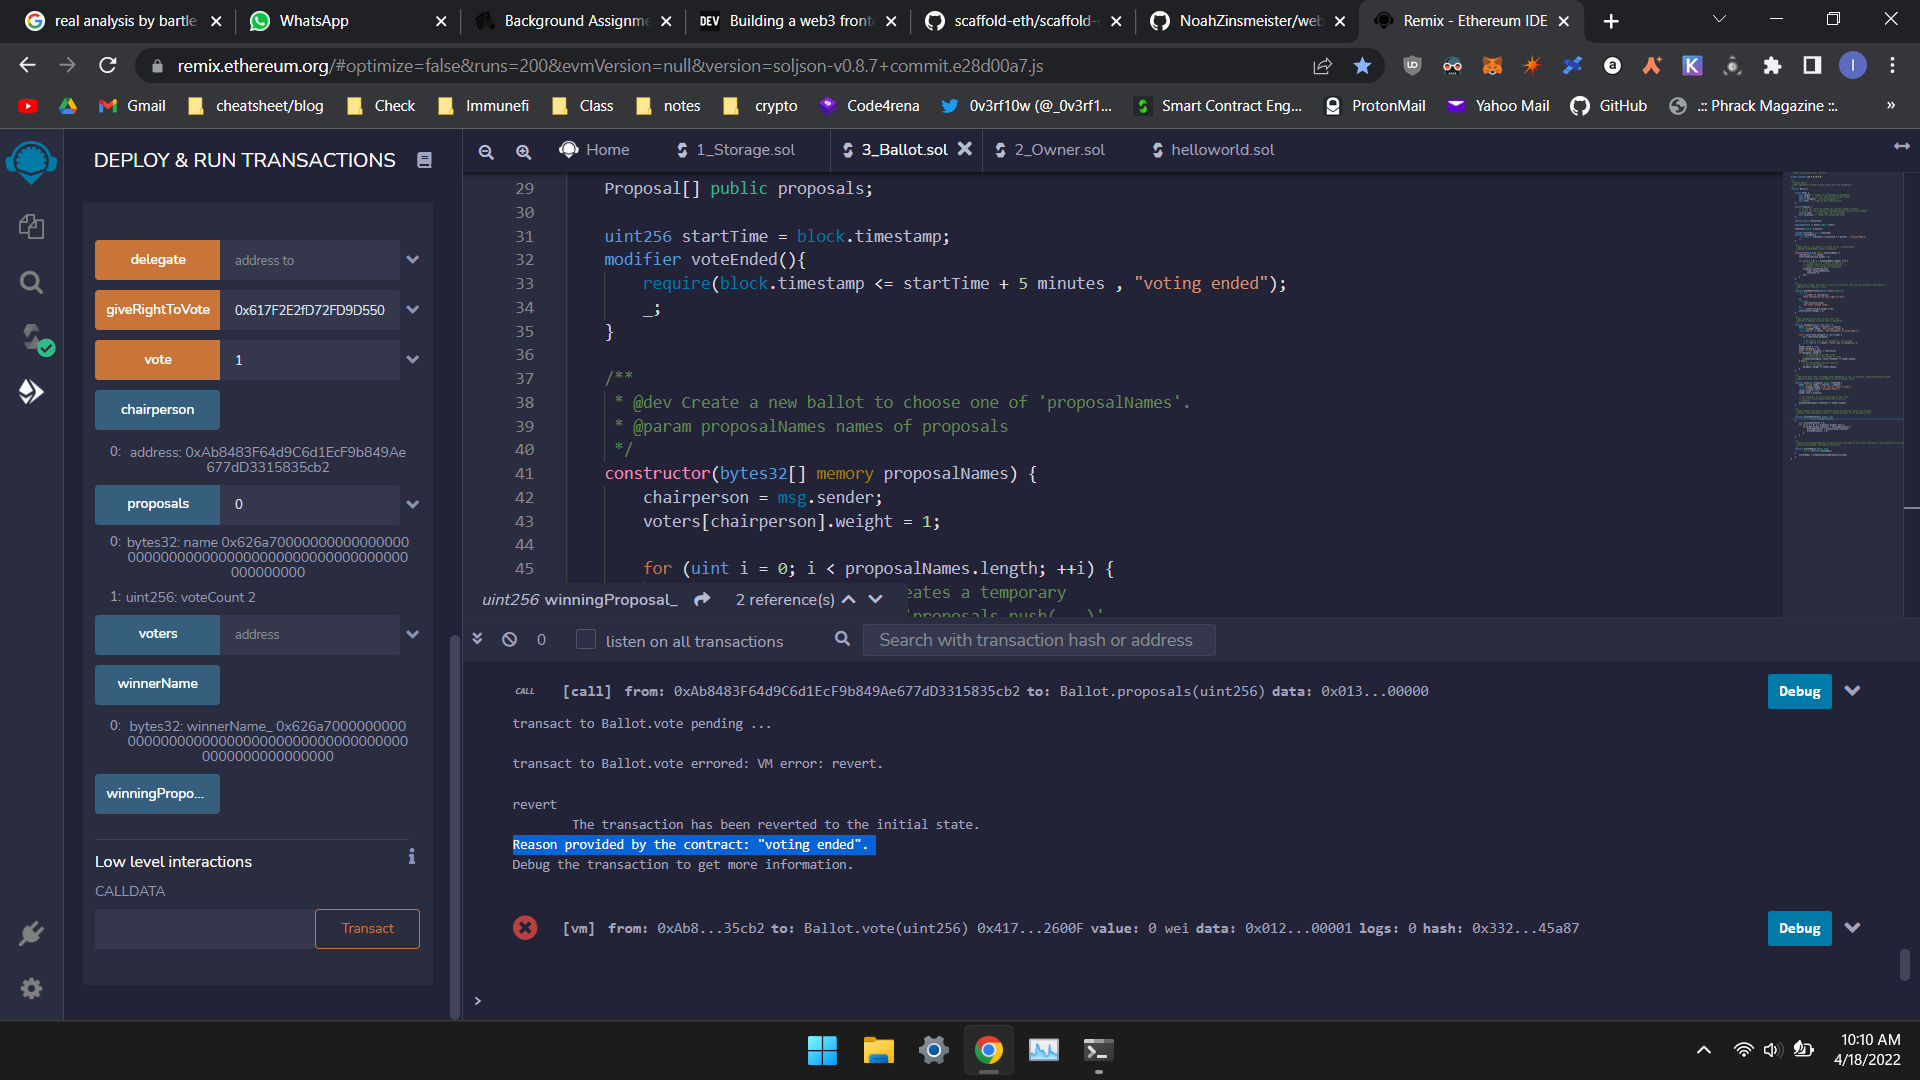 real analysis by bartle
WhatsApp
Background Assignme
DEV Building a web3 front
scaffold-eth/scaffold-
NoahZinsmeister/web
Remix - Ethereum IDE
remix.ethereum.org/#optimize=false&runs=200&evmVersion=null&version=soljson-v0.8.7+commit.e28d00a7.js
Gmail
cheatsheet/blog
Check
Immunefi
Class
notes
crypto
Code4rena
0v3rf10w (@_0v3rf1...
Smart Contract Eng...
ProtonMail
Yahoo Mail
GitHub
.:: Phrack Magazine ::.
»
DEPLOY & RUN TRANSACTIONS
delegate address to
giveRightToVote 0x617F2E2fD72FD9D550
vote 1
chairperson
0: address: 0xAb8483F64d9C6d1EcF9b849Ae
677dD3315835cb2
proposals 0
0: bytes32: name 0x626a70000000000000000
000000000000000000000000000000000000
000000000
1: uint256: voteCount 2
voters address
winnerName
0: bytes32: winnerName_ 0x626a7000000000
000000000000000000000000000000000000
0000000000000000
winningPropo...
Low level interactions
i
CALLDATA
Transact
Home
1_Storage.sol
3_Ballot.sol
2_Owner.sol
helloworld.sol
29 Proposal[] public proposals;
30
31 uint256 startTime = block.timestamp;
32 modifier voteEnded(){
33 require(block.timestamp <= startTime + 5 minutes , "voting ended");
34 _;
35 }
36
37 /**
38 * @dev Create a new ballot to choose one of 'proposalNames'.
39 * @param proposalNames names of proposals
40 */
41 constructor(bytes32[] memory proposalNames) {
42 chairperson = msg.sender;
43 voters[chairperson].weight = 1;
44
45 for (uint i = 0; i < proposalNames.length; ++i) {
eates a temporary
'proposals.push(...)'
uint256 winningProposal_ 2 reference(s)
0 listen on all transactions Search with transaction hash or address
CALL [call] from: 0xAb8483F64d9C6d1EcF9b849Ae677dD3315835cb2 to: Ballot.proposals(uint256) data: 0x013...00000 Debug
transact to Ballot.vote pending ...
transact to Ballot.vote errored: VM error: revert.
revert
The transaction has been reverted to the initial state.
Reason provided by the contract: "voting ended".
Debug the transaction to get more information.
[vm] from: 0xAb8...35cb2 to: Ballot.vote(uint256) 0x417...2600F value: 0 wei data: 0x012...00001 logs: 0 hash: 0x332...45a87 Debug
>
10:10 AM
4/18/2022